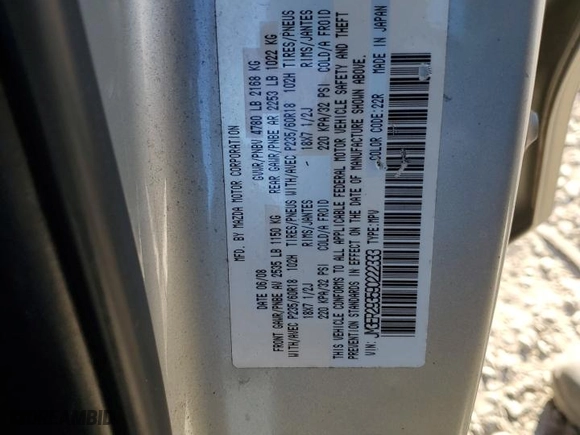 MFD. BY MAZDA MOTOR CORPORATION
DATE 06/08 GVWR/PNBV 4780 LB 2168 KG
FRONT GAWR/PNBE AV 2535 LB 1150 KG REAR GAWR/PNBE AR 2253 LB 1022 KG
WITH/AVEC P235/60R18 102H TIRES/PNEUS WITH/AVEC P235/60R18 102H TIRES/PNEUS
18X7 1/2J RIMS/JANTES 18X7 1/2J RIMS/JANTES
220 KPA/32 PSI COLD/A FROID 220 KPA/32 PSI COLD/A FROID
THIS VEHICLE CONFORMS TO ALL APPLICABLE FEDERAL MOTOR VEHICLE SAFETY AND THEFT
PREVENTION STANDARDS IN EFFECT ON THE DATE OF MANUFACTURE SHOWN ABOVE.
COLOR CODE:22R MADE IN JAPAN
VIN: TYPE:MPV